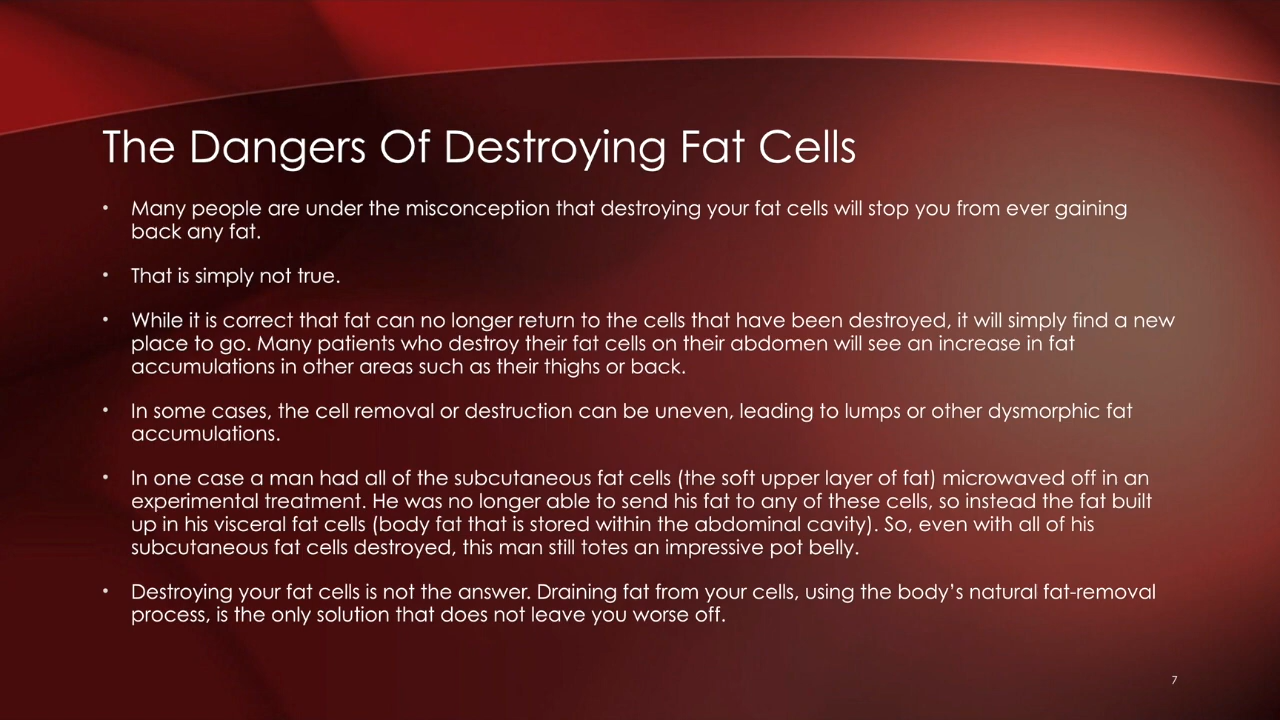 The Dangers Of Destroying Fat Cells
• Many people are under the misconception that destroying your fat cells will stop you from ever gaining
back any fat.
• That is simply not true.
• While it is correct that fat can no longer return to the cells that have been destroyed, it will simply find a new
place to go. Many patients who destroy their fat cells on their abdomen will see an increase in fat
accumulations in other areas such as their thighs or back.
• In some cases, the cell removal or destruction can be uneven, leading to lumps or other dysmorphic fat
accumulations.
• In one case a man had all of the subcutaneous fat cells (the soft upper layer of fat) microwaved off in an
experimental treatment. He was no longer able to send his fat to any of these cells, so instead the fat built
up in his visceral fat cells (body fat that is stored within the abdominal cavity). So, even with all of his
subcutaneous fat cells destroyed, this man still totes an impressive pot belly.
• Destroying your fat cells is not the answer. Draining fat from your cells, using the body’s natural fat-removal
process, is the only solution that does not leave you worse off.
7